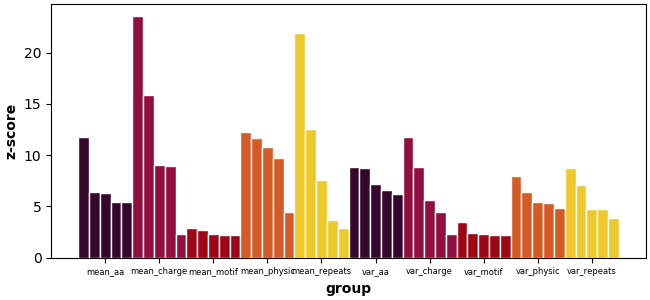 z-score
20
15
10
5
0
mean_aa mean_charge mean_motif mean_physic mean_repeats var_aa var_charge var_motif var_physic var_repeats
group